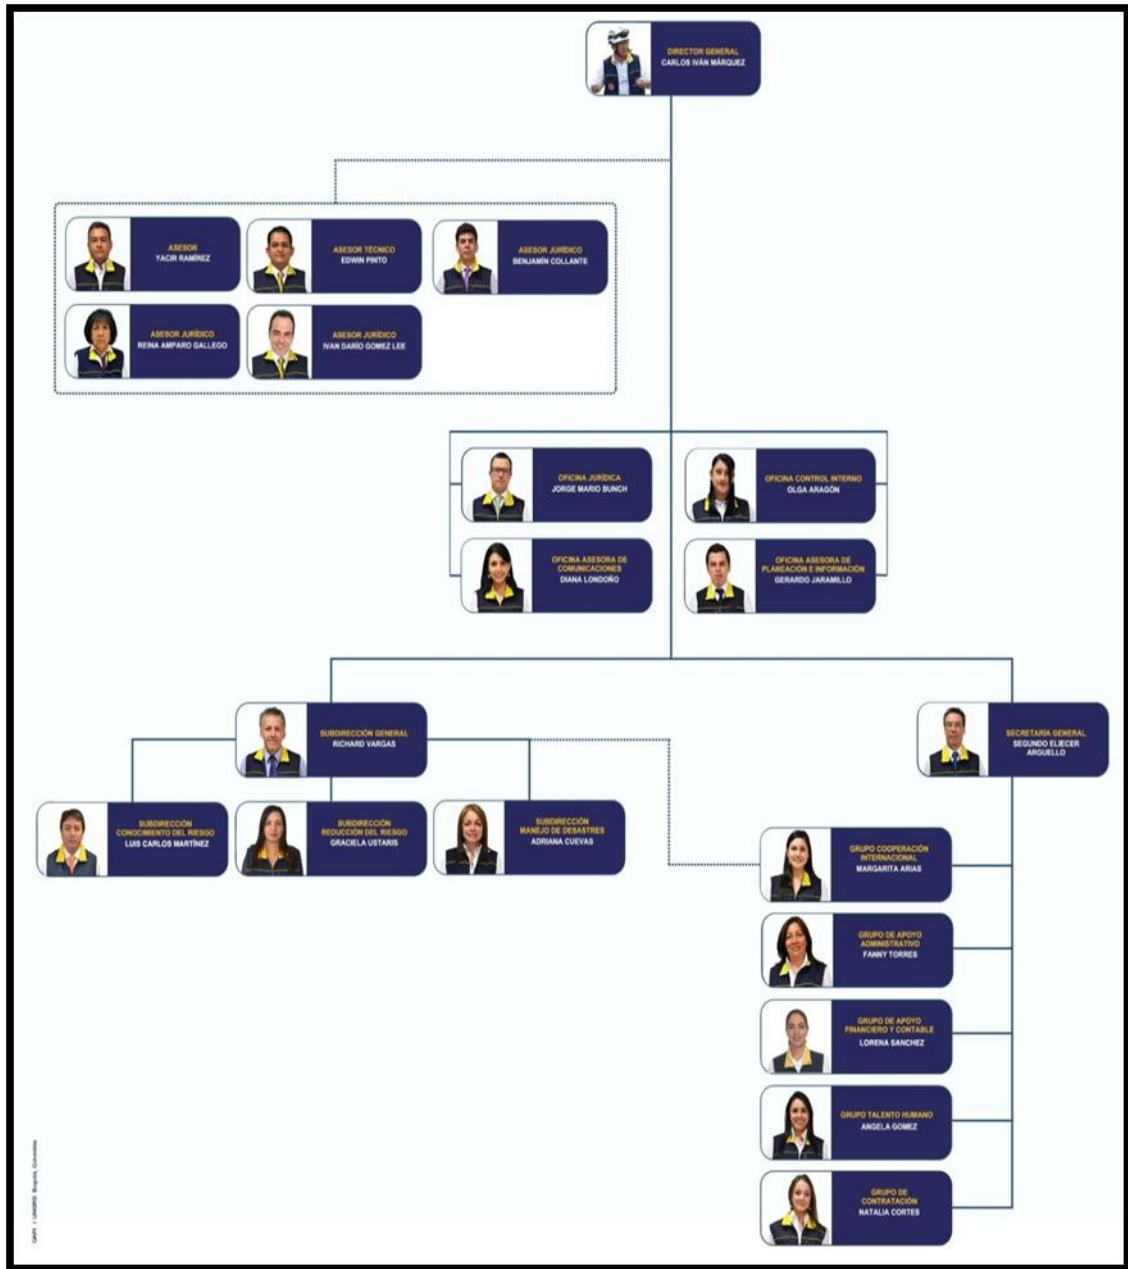 DIRECTOR GENERAL
CARLOS IVÁN MÁRQUEZ
ASESOR
YACIR RAMÍREZ
ASESOR TÉCNICO
EDWIN PINTO
ASESOR JURÍDICO
BENJAMÍN COLLANTE
ASESOR JURÍDICO
REINA AMPARO GALLEGO
ASESOR JURÍDICO
IVAN DARÍO GOMEZ LEE
OFICINA JURÍDICA
JORGE MARIO BUNCH
OFICINA CONTROL INTERNO
OLGA ARAGÓN
OFICINA ASESORA DE
COMUNICACIONES
DIANA LONDOÑO
OFICINA ASESORA DE
PLANEACIÓN E INFORMACIÓN
GERARDO JARAMILLO
SUBDIRECCIÓN GENERAL
RICHARD VARGAS
SECRETARÍA GENERAL
SEGUNDO ELIECER
ARGUELLO
SUBDIRECCIÓN
CONOCIMIENTO DEL RIESGO
LUIS CARLOS MARTÍNEZ
SUBDIRECCIÓN
REDUCCIÓN DEL RIESGO
GRACIELA USTARIS
SUBDIRECCIÓN
MANEJO DE DESASTRES
ADRIANA CUEVAS
GRUPO COOPERACIÓN
INTERNACIONAL
MARGARITA ARIAS
GRUPO DE APOYO
ADMINISTRATIVO
FANNY TORRES
GRUPO DE APOYO
FINANCIERO Y CONTABLE
LORENA SANCHEZ
GRUPO TALENTO HUMANO
ANGELA GOMEZ
GRUPO DE
CONTRATACIÓN
NATALIA CORTES
UNGRD Bogotá, Colombia